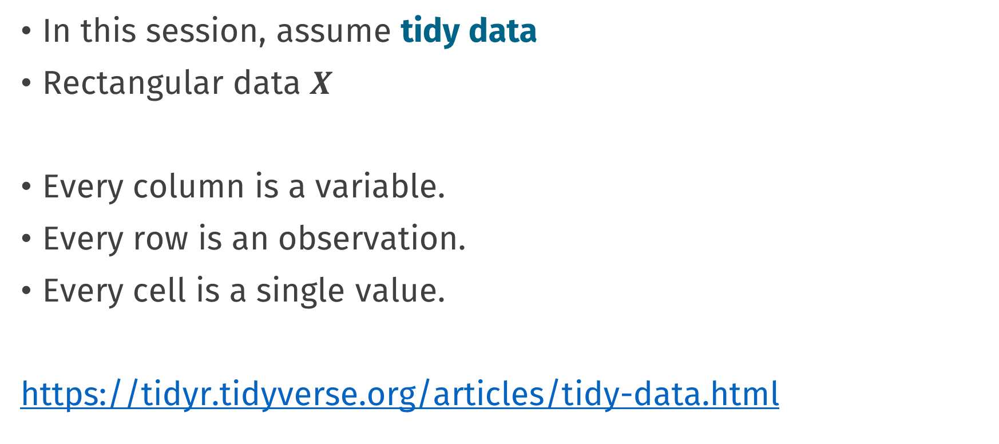 • In this session, assume tidy data
• Rectangular data X
• Every column is a variable.
• Every row is an observation.
• Every cell is a single value.
https://tidyr.tidyverse.org/articles/tidy-data.html